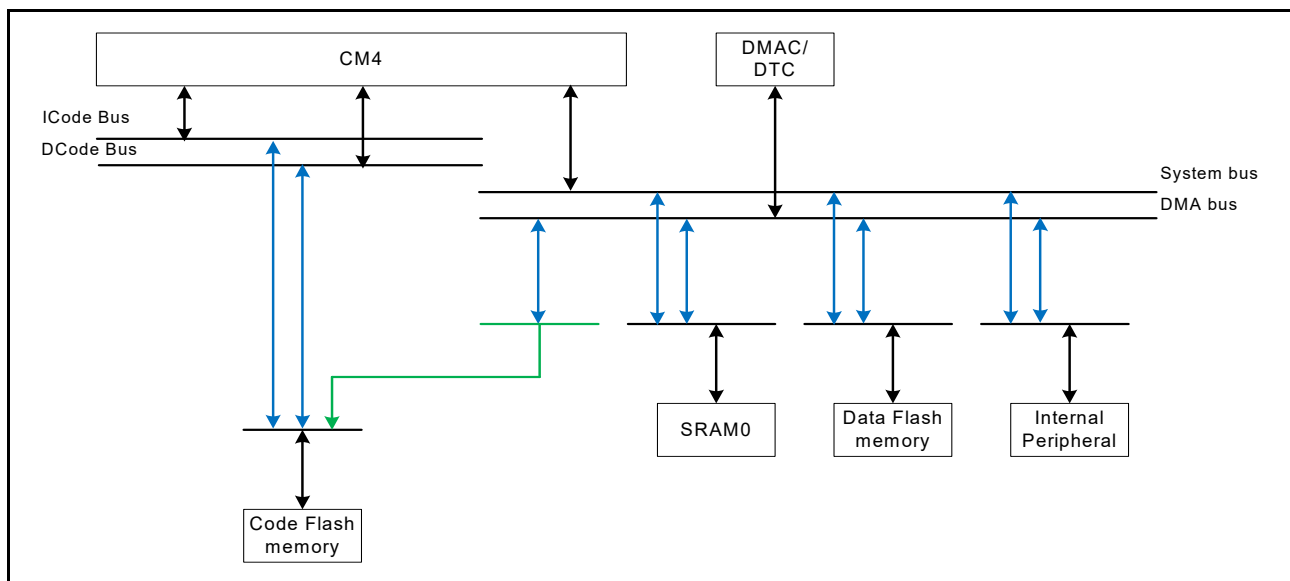 CM4
DMAC/
DTC
ICode Bus
DCode Bus
System bus
DMA bus
SRAM0
Data Flash
memory
Internal
Peripheral
Code Flash
memory